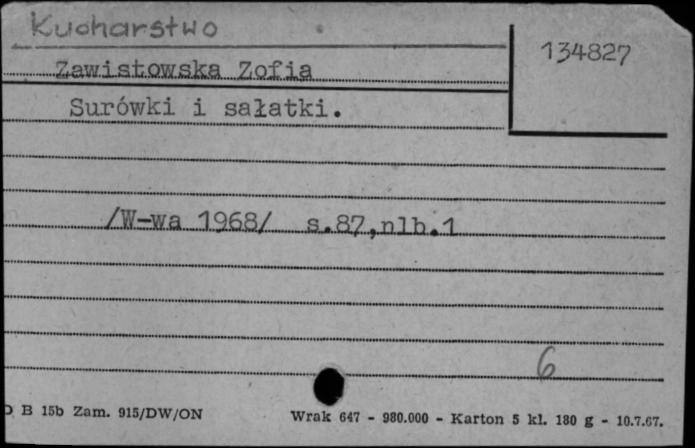 Kucharstwo
134827
Zawistowska Zofia
Surówki i sałatki.
/W-wa 1968/ s.87,nlb.1
6
B 15b Zam. 915/DW/ON
Wrak 647 - 980.000 - Karton 5 kl. 180 g - 10.7.67.